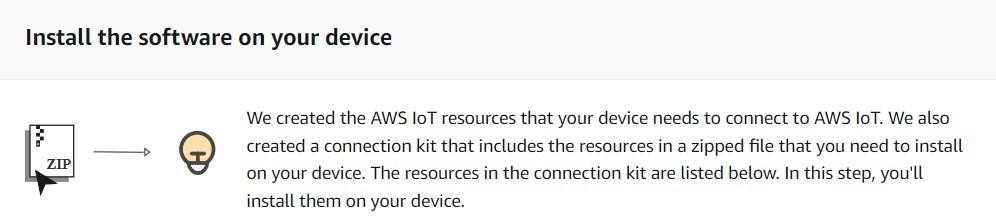 Install the software on your device
We created the AWS IoT resources that your device needs to connect to AWS IoT. We also
created a connection kit that includes the resources in a zipped file that you need to install
ZIP
on your device. The resources in the connection kit are listed below. In this step, you'll
install them on your device.